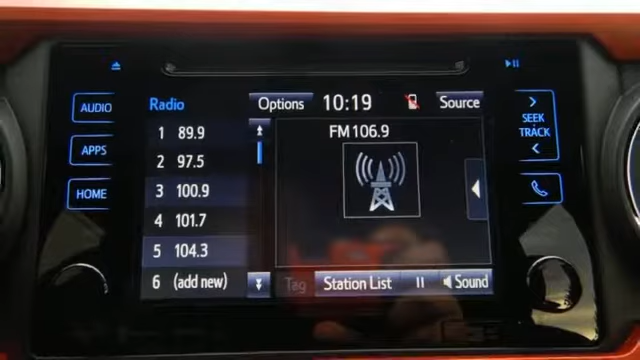 AUDIO
APPS
HOME
Radio
Options
10:19
Source
1 89.9
2 97.5
3 100.9
4 101.7
5 104.3
6 (add new)
FM 106.9
Tag
Station List
Sound
SEEK
TRACK